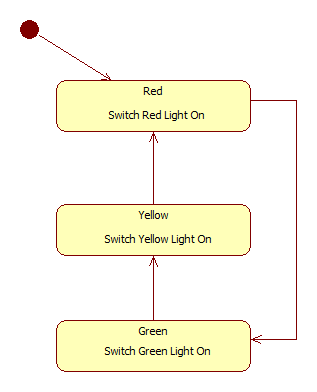 Red
Switch Red Light On
Yellow
Switch Yellow Light On
Green
Switch Green Light On